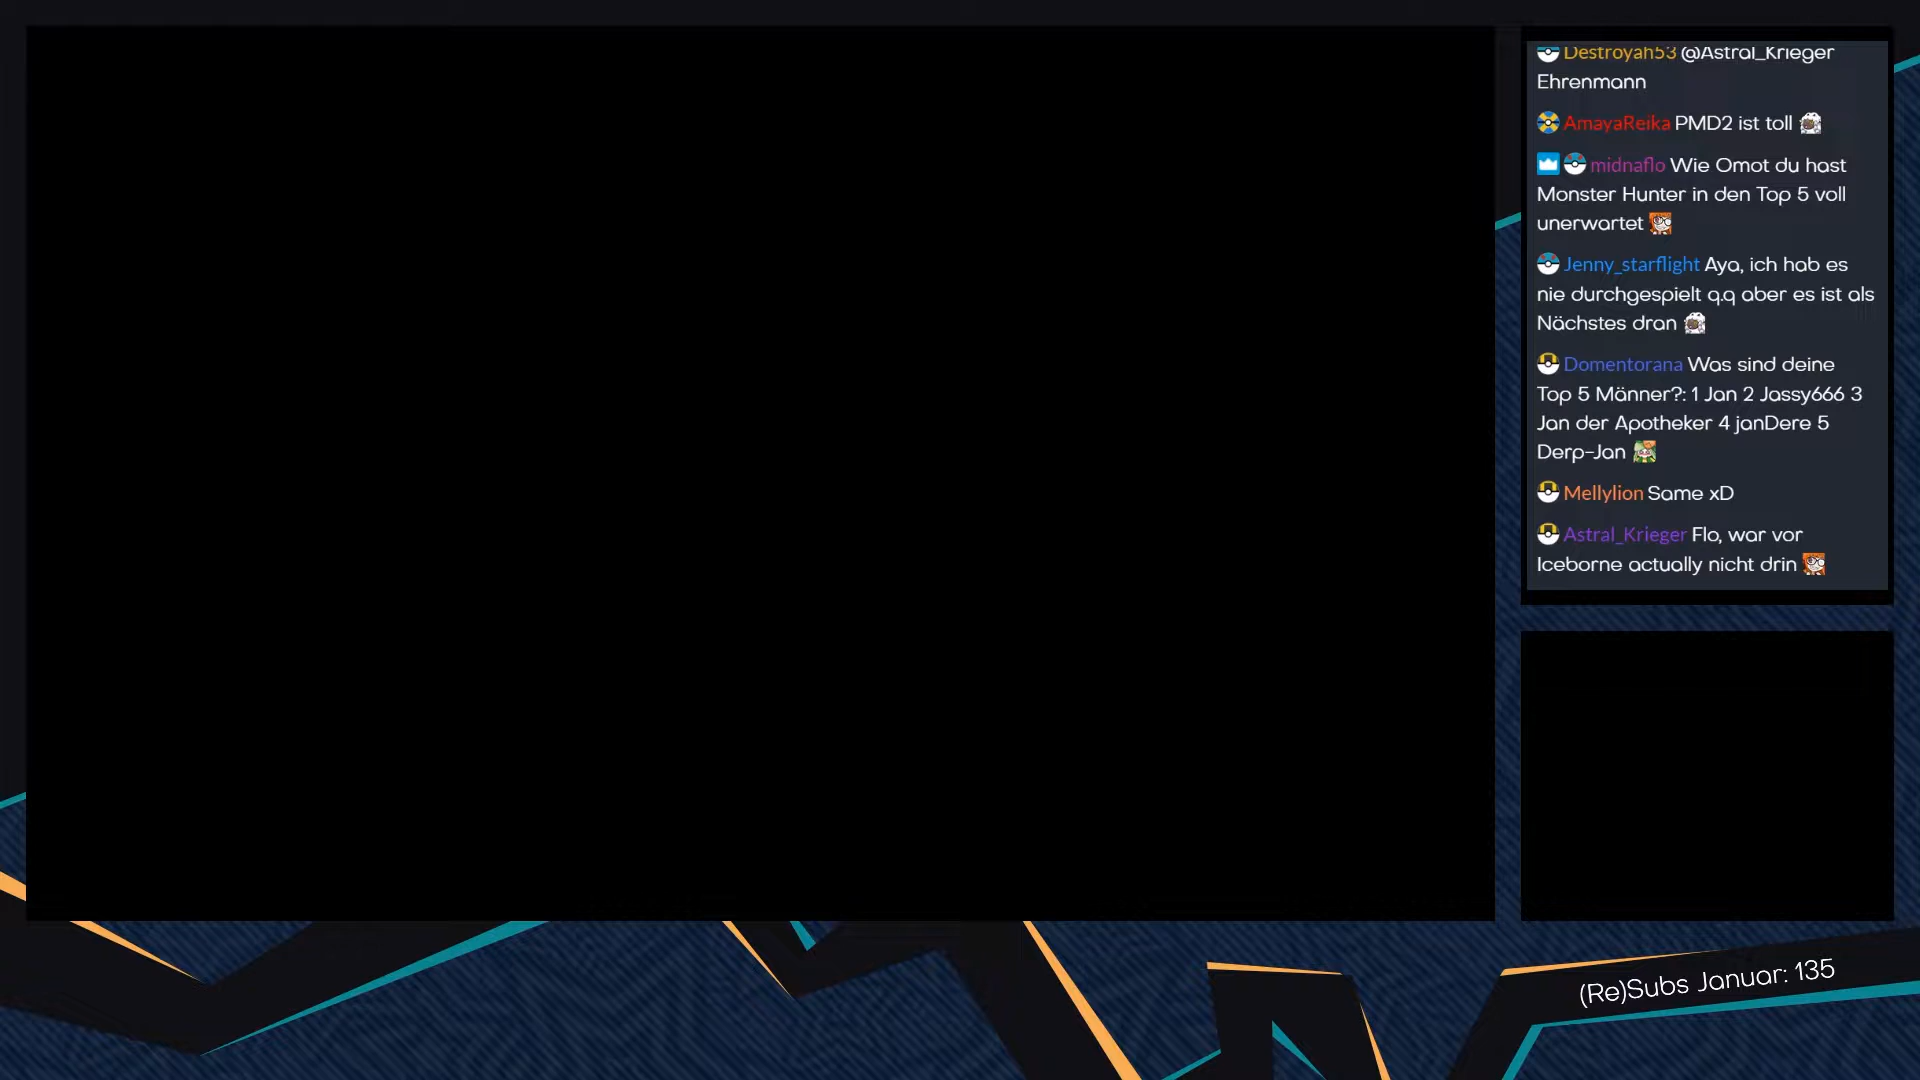 Destroyah53 @Astral_Krieger
Ehrenmann
AmayaReika PMD2 ist toll
midnaflo Wie Omot du hast
Monster Hunter in den Top 5 voll
unerwartet
Jenny_starflight Aya, ich hab es
nie durchgespielt q.q aber es ist als
Nächstes dran
Domentorana Was sind deine
Top 5 Männer?: 1 Jan 2 Jassy666 3
Jan der Apotheker 4 janDere 5
Derp-Jan
Mellylion Same xD
Astral_Krieger Flo, war vor
Iceborne actually nicht drin
(Re)Subs Januar: 135